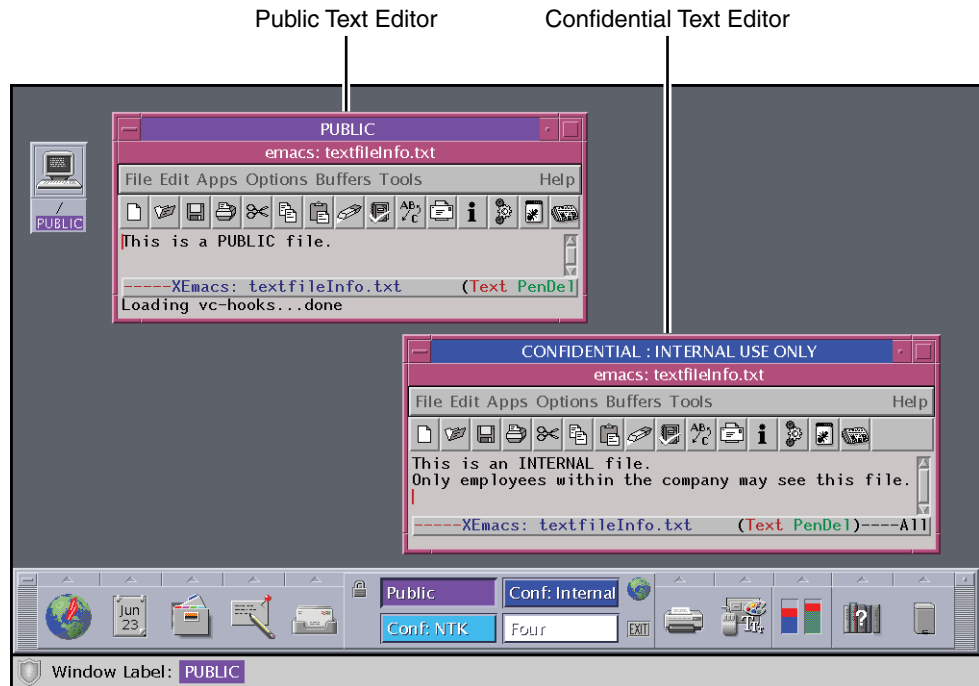 Public Text Editor
Confidential Text Editor
PUBLIC
emacs: textfileInfo.txt
File Edit Apps Options Buffers Tools Help
/
PUBLIC
This is a PUBLIC file.
-----XEmacs: textfileInfo.txt (Text PenDel
Loading vc-hooks...done
CONFIDENTIAL : INTERNAL USE ONLY
emacs: textfileInfo.txt
File Edit Apps Options Buffers Tools Help
This is an INTERNAL file.
Only employees within the company may see this file.
-----XEmacs: textfileInfo.txt (Text PenDel)----All
Jun
23
Public
Conf: Internal
Conf: NTK
Four
EXIT
Window Label: PUBLIC